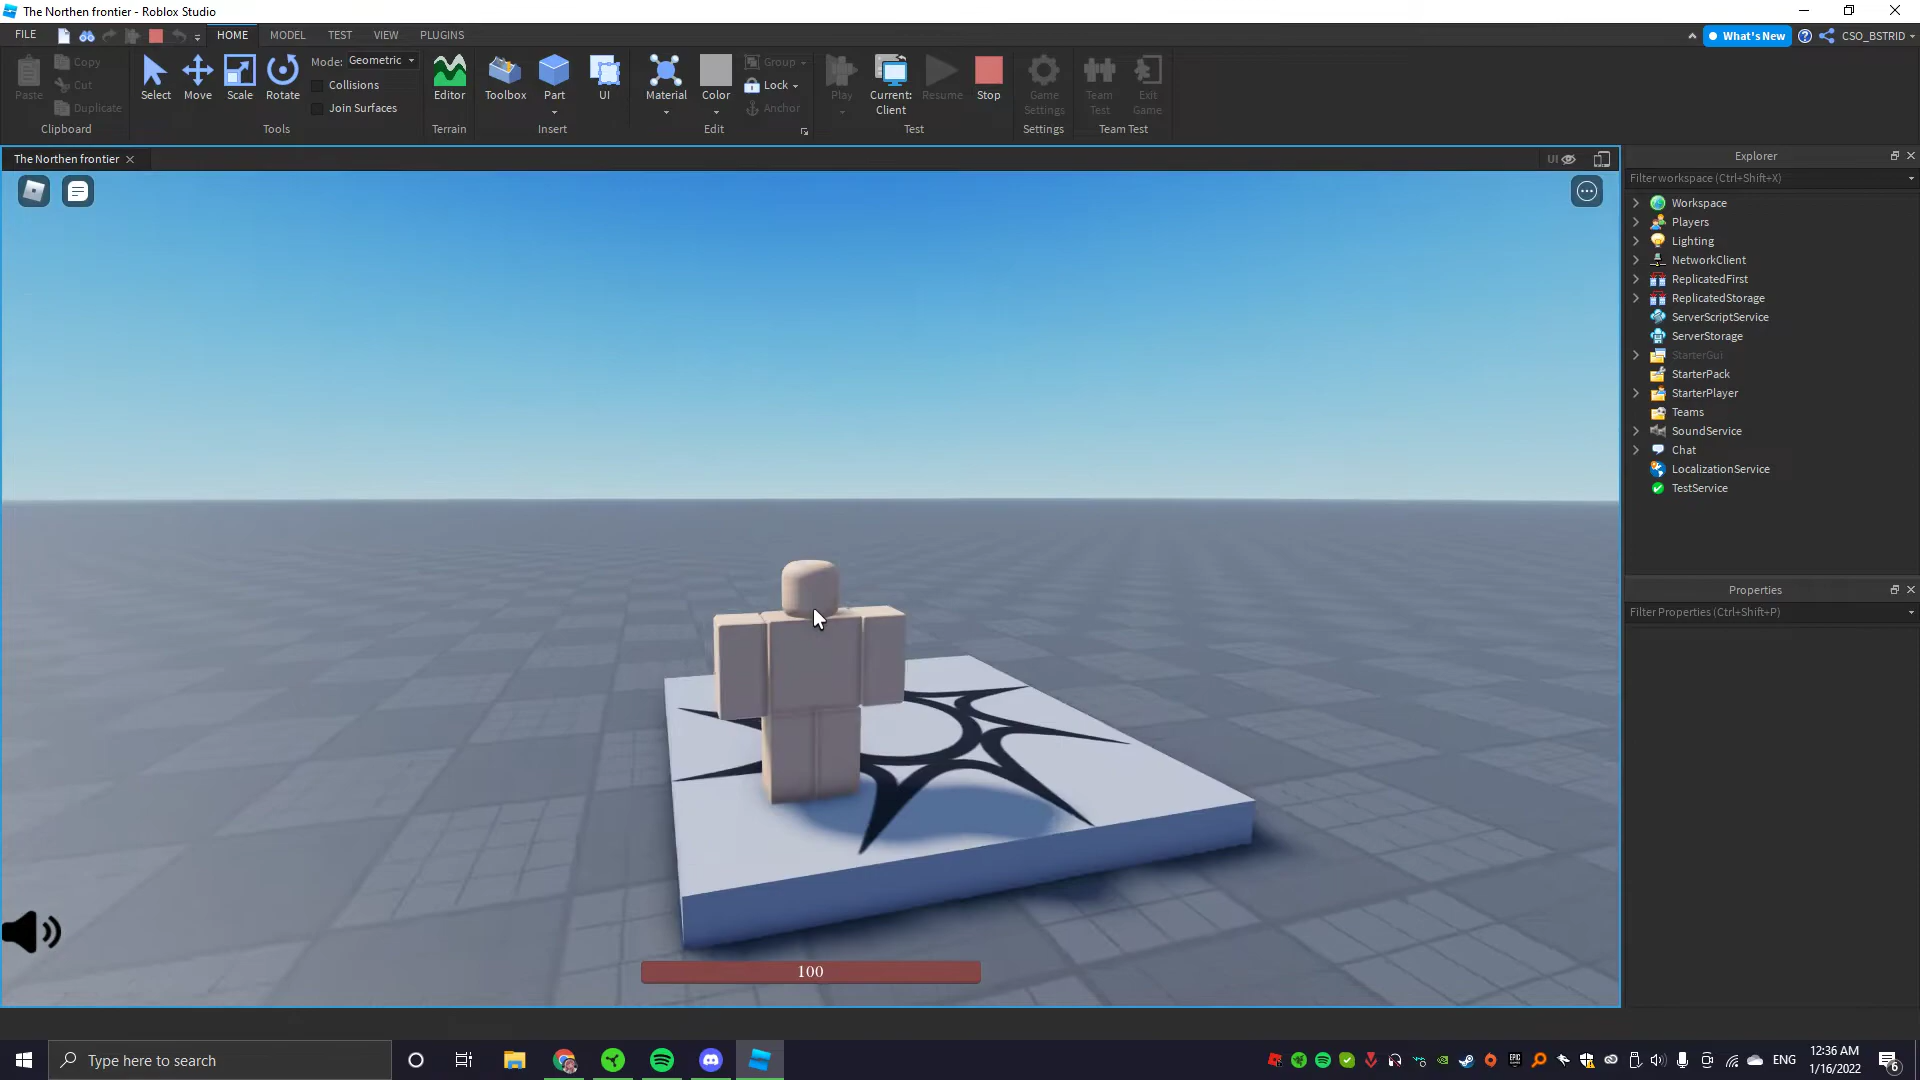 The Northen frontier - Roblox Studio
FILE HOME MODEL TEST VIEW PLUGINS What's New CSO_BSTRID
Paste Copy Cut Duplicate Clipboard
Select Move Scale Rotate Mode: Geometric Collisions Join Surfaces Tools
Editor Terrain
Toolbox Part UI Insert
Material Color Group Lock Anchor Edit
Play Current: Client Resume Stop Test
Game Settings Settings
Team Test Exit Game Team Test
The Northen frontier UI
Explorer
Filter workspace (Ctrl+Shift+X)
Workspace
Players
Lighting
NetworkClient
ReplicatedFirst
ReplicatedStorage
ServerScriptService
ServerStorage
StarterGui
StarterPack
StarterPlayer
Teams
SoundService
Chat
LocalizationService
TestService
Properties
Filter Properties (Ctrl+Shift+P)
100
Type here to search
ENG
12:36 AM
1/16/2022
6